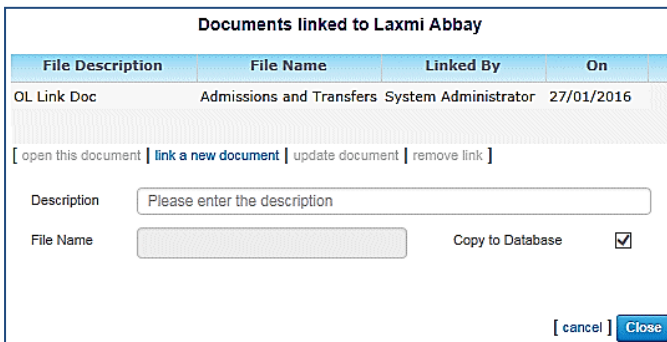 Documents linked to Laxmi Abbay
File Description File Name Linked By On
OL Link Doc Admissions and Transfers System Administrator 27/01/2016
[ open this document | link a new document | update document | remove link ]
Description Please enter the description
File Name Copy to Database
[ cancel ] Close